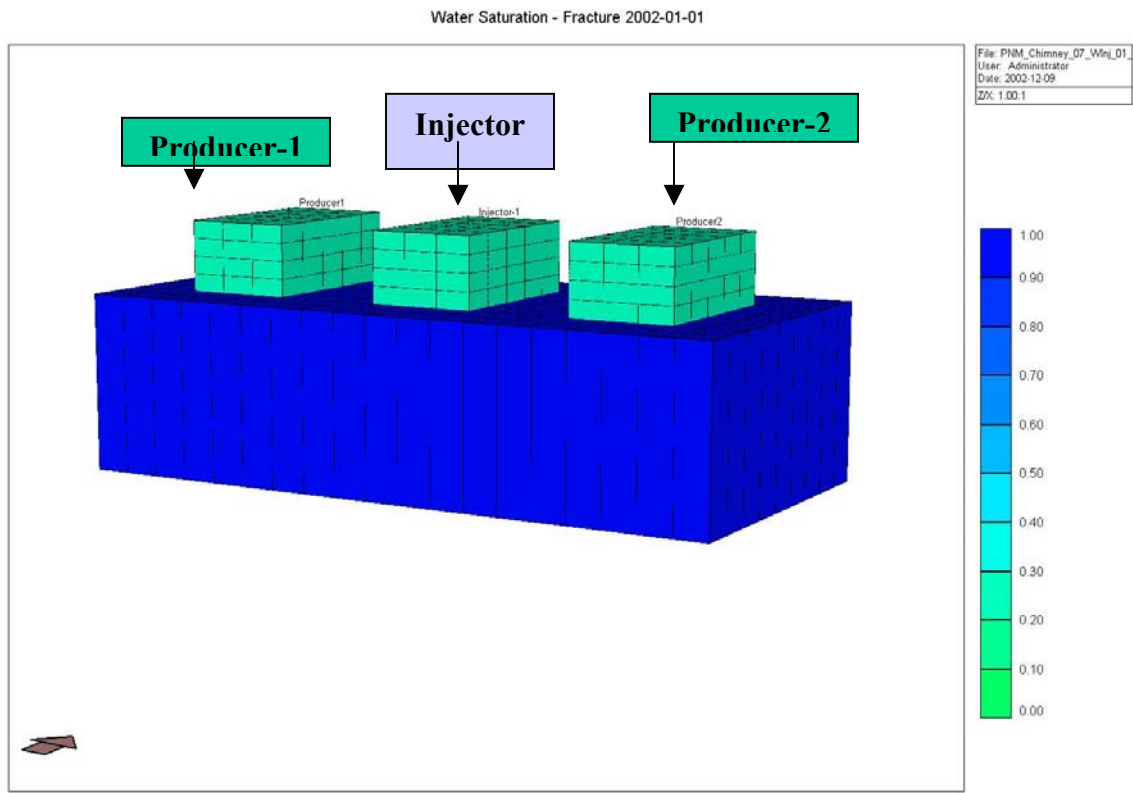 Water Saturation - Fracture 2002-01-01
File: PNM_Chimney_07_WInj_01_
User: Administrator
Date: 2002-12-09
Z/X: 1.00:1
Producer-1
Injector
Producer-2
Producer1
Injector-1
Producer2
1.00
0.90
0.80
0.70
0.60
0.50
0.40
0.30
0.20
0.10
0.00